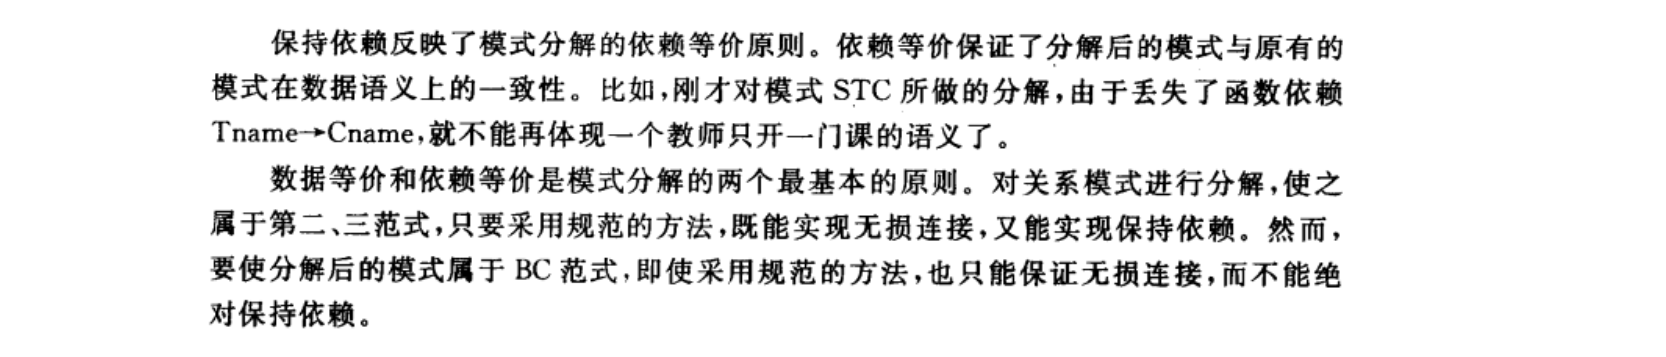 保持依赖反映了模式分解的依赖等价原则。依赖等价保证了分解后的模式与原有的
模式在数据语义上的一致性。比如,刚才对模式 STC 所做的分解,由于丢失了函数依赖
Tname→Cname,就不能再体现一个教师只开一门课的语义了。
数据等价和依赖等价是模式分解的两个最基本的原则。对关系模式进行分解,使之
属于第二、三范式,只要采用规范的方法,既能实现无损连接,又能实现保持依赖。然而,
要使分解后的模式属于 BC 范式,即使采用规范的方法,也只能保证无损连接,而不能绝
对保持依赖。